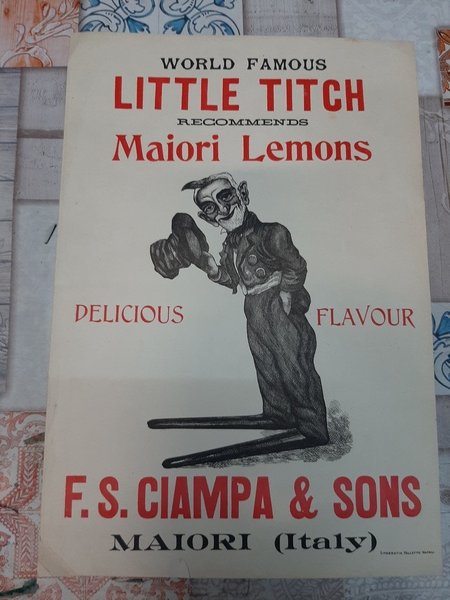 WORLD FAMOUS
LITTLE TITCH
RECOMMENDS
Maiori Lemons
DELICIOUS FLAVOUR
F. S. CIAMPA & SONS
MAIORI (Italy)